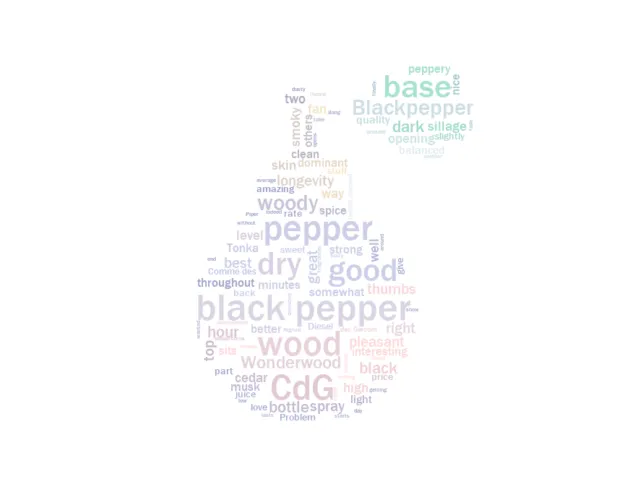 peppery
base
nice
Blackpepper
quality
dark sillage
opening slightly
balanced
two
fan
smoky
others
clean
skin dominant
longevity
average
amazing
way
woody
spice
rate
pepper
level
Tonka
sweet
strong
well
great
best
dry
good
give
Comme des
throughout minutes
somewhat
thumbs
back
black pepper
hour
better
Diesel
right
top
sits
wood
pleasant
interesting
Wonderwood
black
part
cedar
CdG
price
musk
high
juice
light
love
bottle spray
Problem